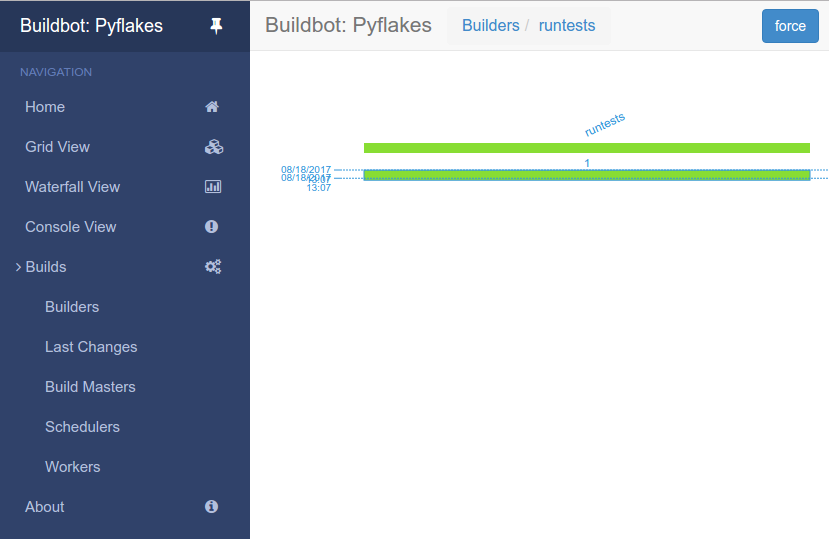 Buildbot: Pyflakes
NAVIGATION
Home
Grid View
Waterfall View
Console View
Builds
Builders
Last Changes
Build Masters
Schedulers
Workers
About
Buildbot: Pyflakes
Builders / runtests
force
runtests
1
08/18/2017
13:07
08/18/2017
13:07